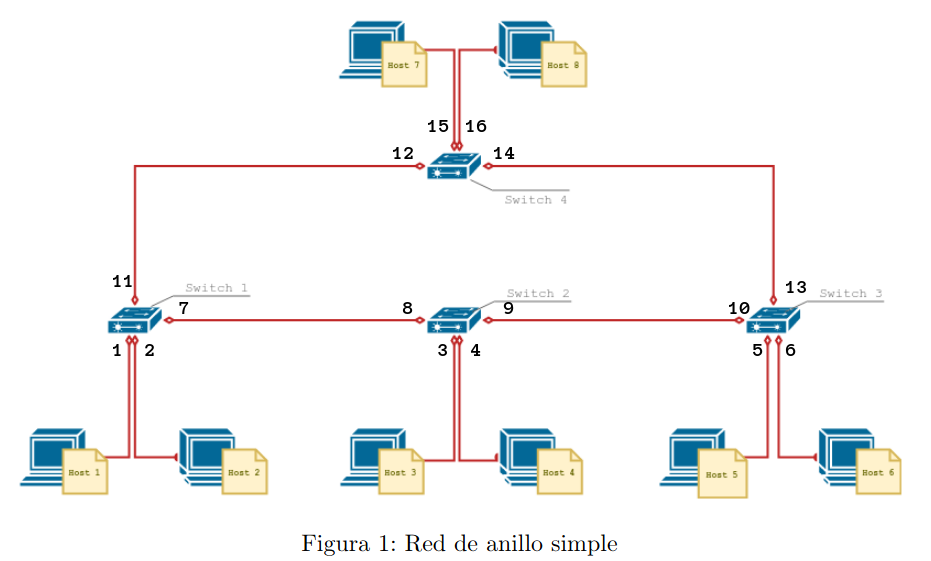 Host 7
Host 8
15 16
12 14
Switch 4
11
Switch 1
7
8
Switch 2
9
10
13
Switch 3
1 2
3 4
5 6
Host 1
Host 2
Host 3
Host 4
Host 5
Host 6
Figura 1: Red de anillo simple